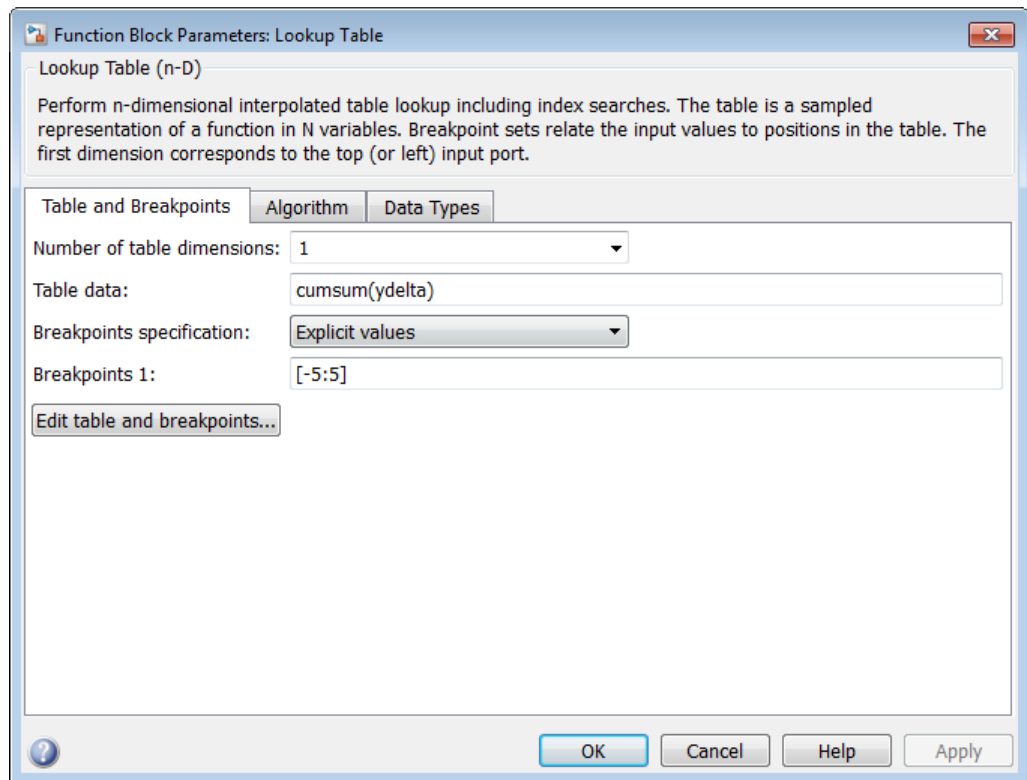 Function Block Parameters: Lookup Table
Lookup Table (n-D)
Perform n-dimensional interpolated table lookup including index searches. The table is a sampled
representation of a function in N variables. Breakpoint sets relate the input values to positions in the table. The
first dimension corresponds to the top (or left) input port.
Table and Breakpoints Algorithm Data Types
Number of table dimensions: 1
Table data: cumsum(ydelta)
Breakpoints specification: Explicit values
Breakpoints 1: [-5:5]
Edit table and breakpoints...
? OK Cancel Help Apply